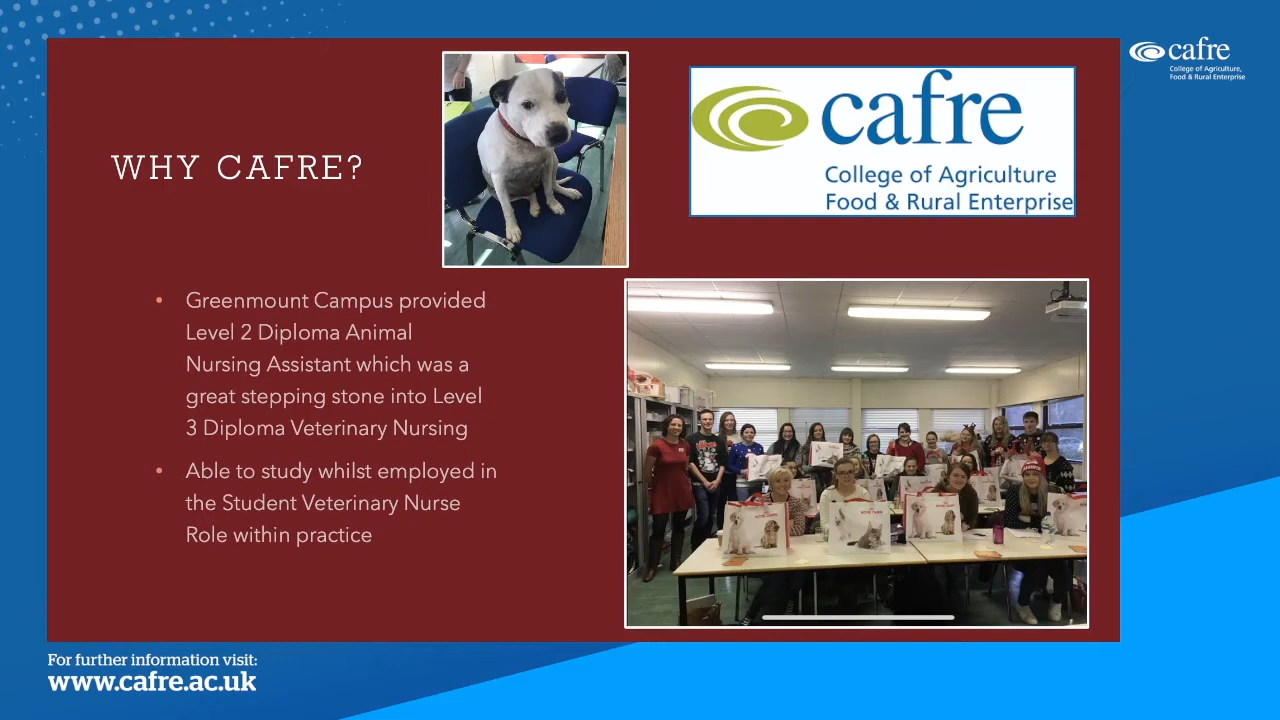 cafre
College of Agriculture,
Food & Rural Enterprise
WHY CAFRE?
cafre
College of Agriculture
Food & Rural Enterprise
• Greenmount Campus provided
Level 2 Diploma Animal
Nursing Assistant which was a
great stepping stone into Level
3 Diploma Veterinary Nursing
• Able to study whilst employed in
the Student Veterinary Nurse
Role within practice
ROYAL CANIN
For further information visit:
www.cafre.ac.uk